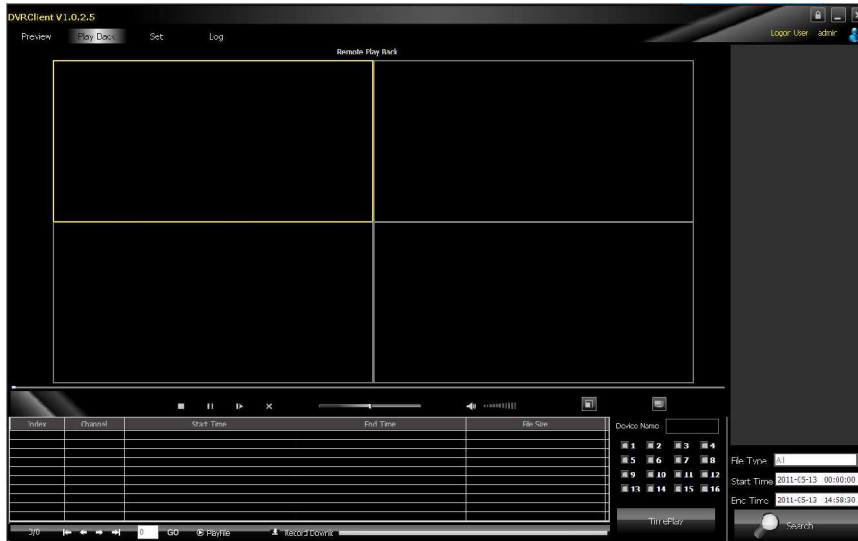 DVRClient V1.0.2.5
Preview Play Back Set Log
Logon User admin
Remote Play Back
Index Channel Start Time End Time File Size
Device Name
1 2 3 4
5 6 7 8
9 10 11 12
13 14 15 16
TimePlay
File Type All
Start Time 2011-05-13 00:00:00
End Time 2011-05-13 14:58:30
Search
0 GO PlayFile Record Downlk